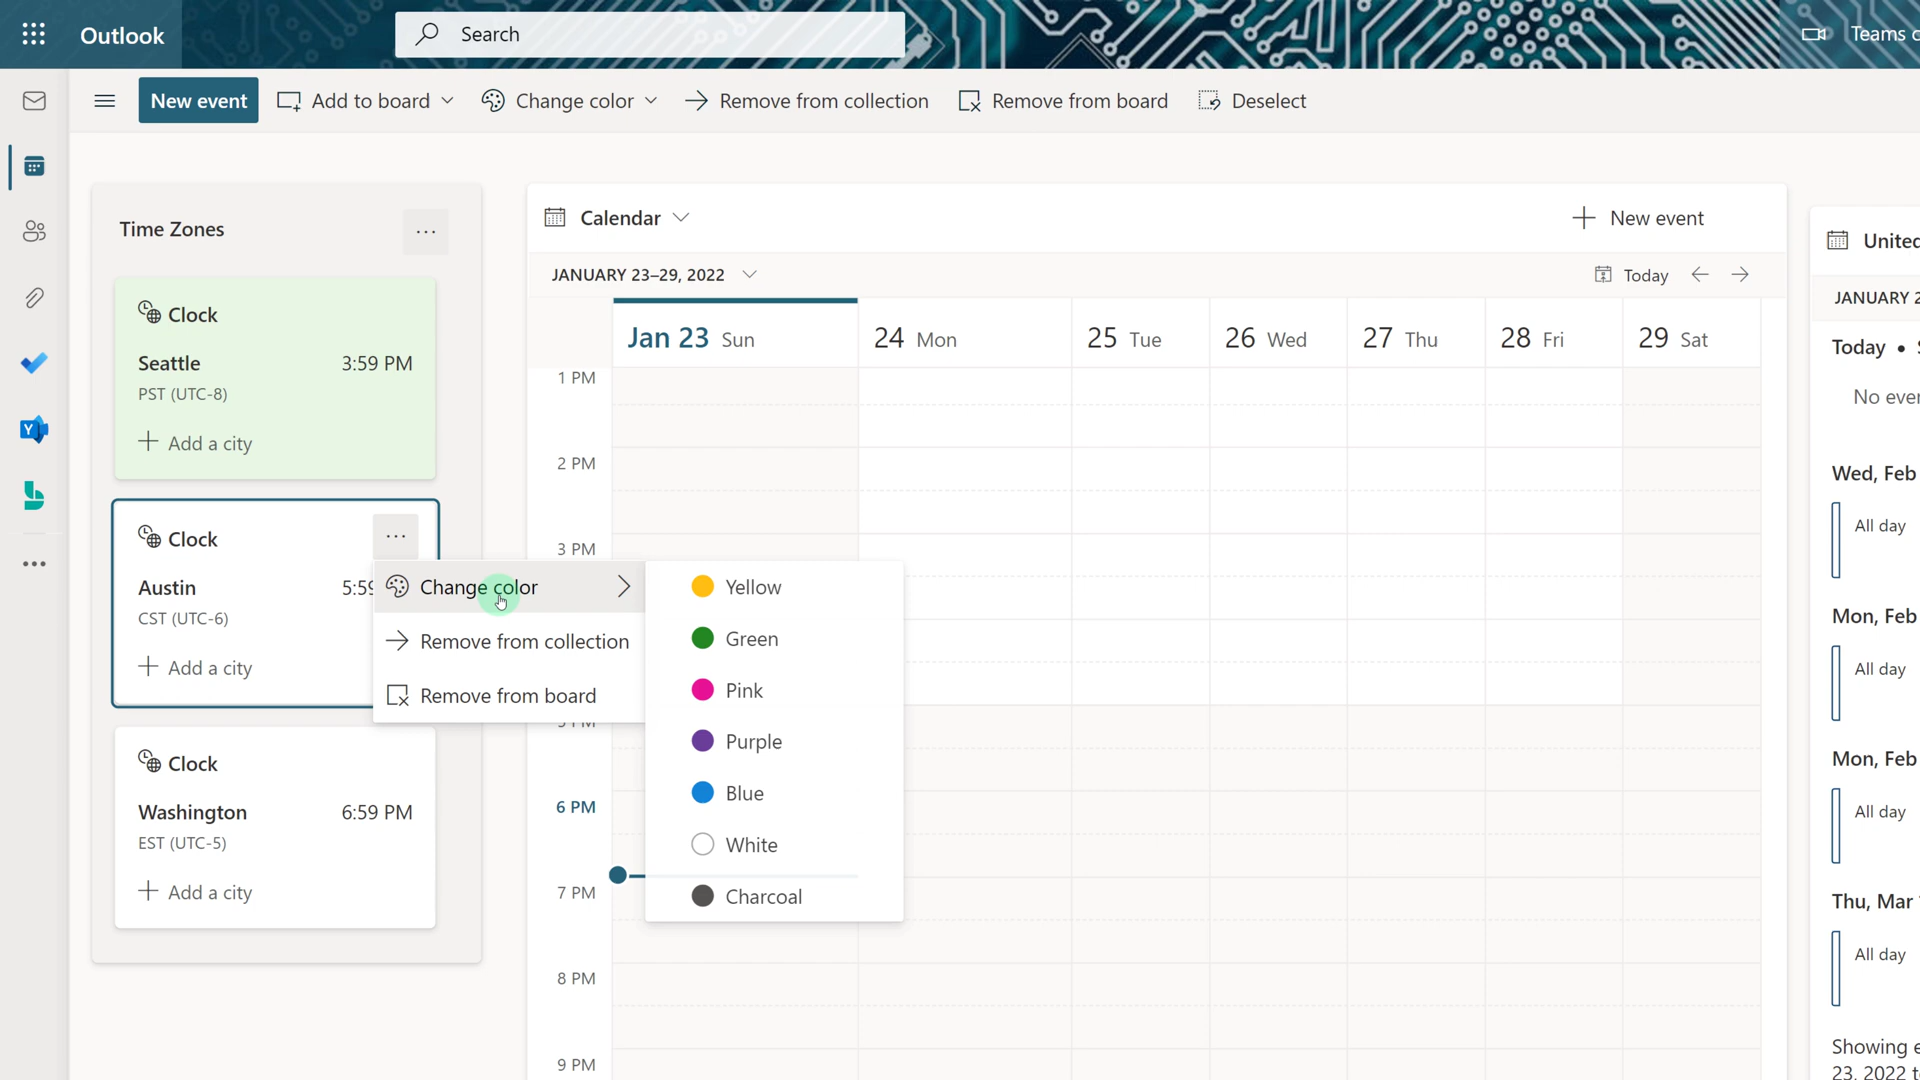 Outlook
Search
Teams c
New event
Add to board
Change color
Remove from collection
Remove from board
Deselect
Time Zones
Clock
Seattle 3:59 PM
PST (UTC-8)
Add a city
Clock
Austin 5:59
CST (UTC-6)
Add a city
Clock
Washington 6:59 PM
EST (UTC-5)
Add a city
Change color
Remove from collection
Remove from board
Yellow
Green
Pink
Purple
Blue
White
Charcoal
Calendar
New event
JANUARY 23–29, 2022
Today
Jan 23 Sun
24 Mon
25 Tue
26 Wed
27 Thu
28 Fri
29 Sat
1 PM
2 PM
3 PM
6 PM
7 PM
8 PM
9 PM
United
JANUARY 2
Today • S
No even
Wed, Feb
All day
Mon, Feb
All day
Mon, Feb
All day
Thu, Mar
All day
Showing e
23, 2022 t